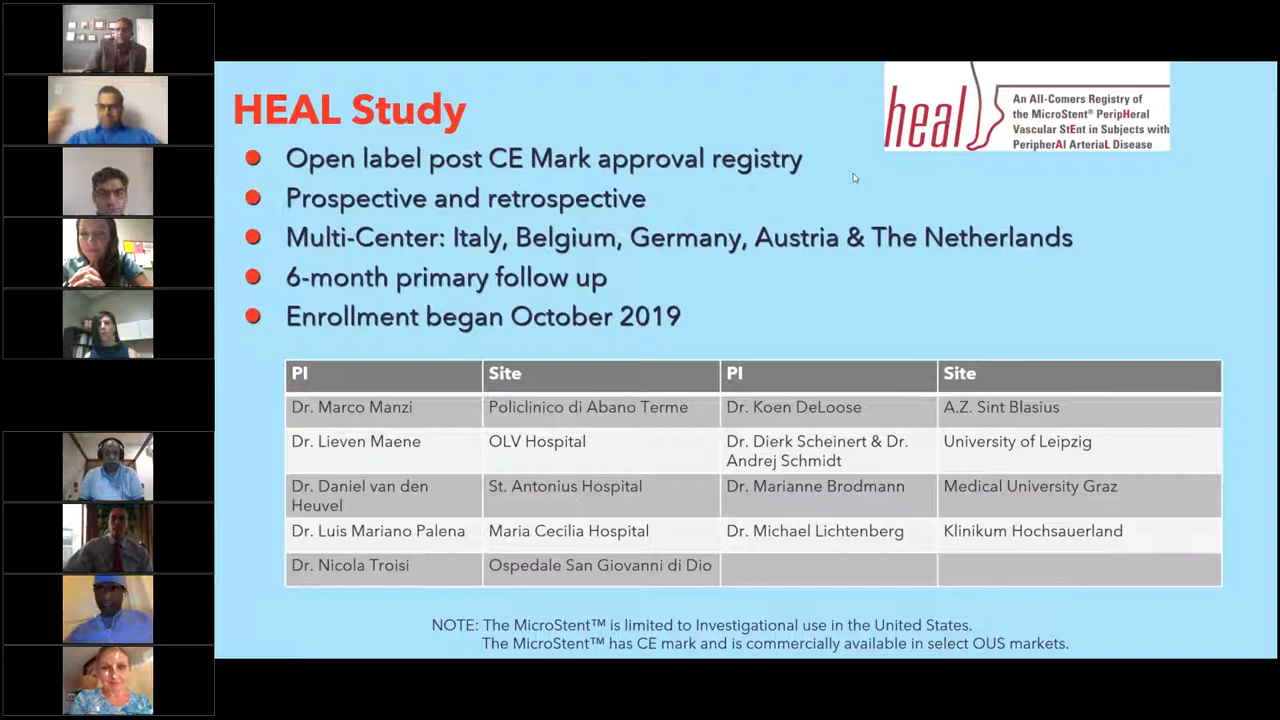 HEAL Study
heal
An All-Comers Registry of
the MicroStent® PeripHeral
Vascular StEnt in Subjects with
PeripherAl ArteriaL Disease
Open label post CE Mark approval registry
Prospective and retrospective
Multi-Center: Italy, Belgium, Germany, Austria & The Netherlands
6-month primary follow up
Enrollment began October 2019
PI Site PI Site
Dr. Marco Manzi Policlinico di Abano Terme Dr. Koen DeLoose A.Z. Sint Blasius
Dr. Lieven Maene OLV Hospital Dr. Dierk Scheinert & Dr. University of Leipzig
Andrej Schmidt
Dr. Daniel van den St. Antonius Hospital Dr. Marianne Brodmann Medical University Graz
Heuvel
Dr. Luis Mariano Palena Maria Cecilia Hospital Dr. Michael Lichtenberg Klinikum Hochsauerland
Dr. Nicola Troisi Ospedale San Giovanni di Dio
NOTE: The MicroStent™ is limited to Investigational use in the United States.
The MicroStent™ has CE mark and is commercially available in select OUS markets.